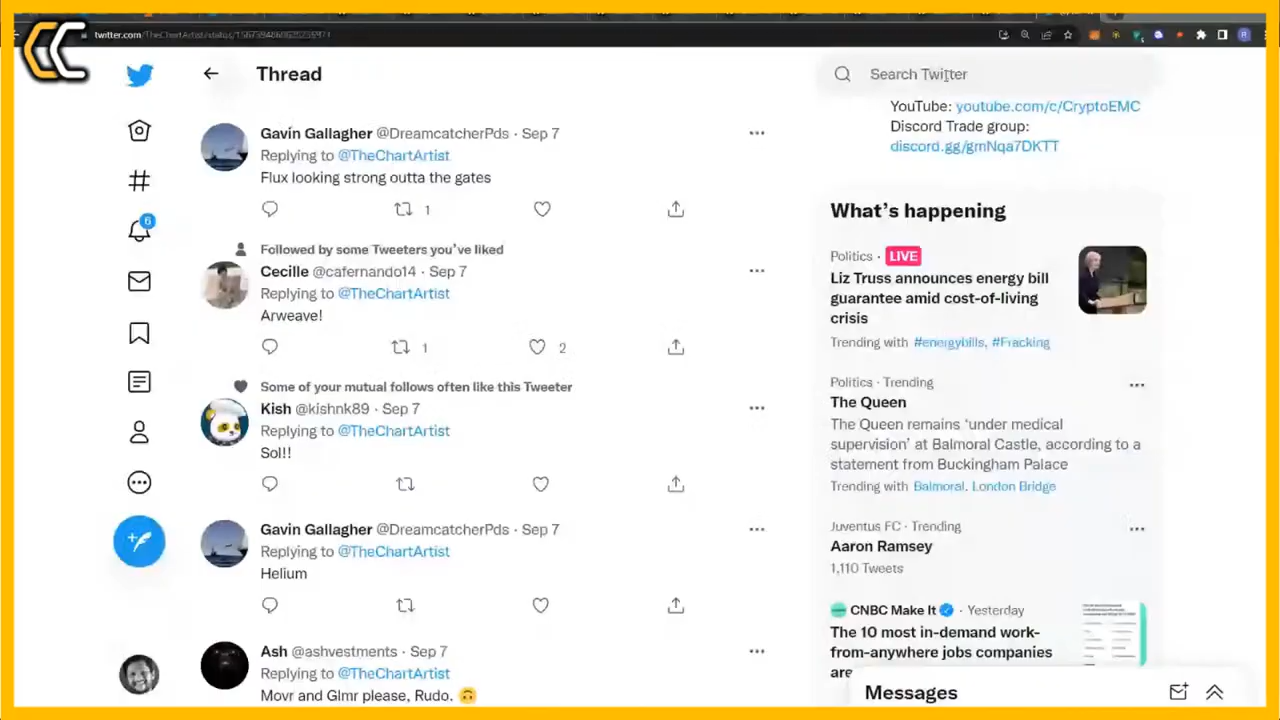 twitter.com/TheChartArtist/status/
Thread
Gavin Gallagher @DreamcatcherPds · Sep 7
Replying to @TheChartArtist
Flux looking strong outta the gates
1
Followed by some Tweeters you've liked
Cecille @cafernando14 · Sep 7
Replying to @TheChartArtist
Arweave!
1 2
Some of your mutual follows often like this Tweeter
Kish @kishnk89 · Sep 7
Replying to @TheChartArtist
Sol!!
Gavin Gallagher @DreamcatcherPds · Sep 7
Replying to @TheChartArtist
Helium
Ash @ashvestments · Sep 7
Replying to @TheChartArtist
Movr and Glmr please, Rudo. 🙃
6
Search Twitter
YouTube: youtube.com/c/CryptoEMC
Discord Trade group:
discord.gg/gmNqa7DKTT
What's happening
Politics · LIVE
Liz Truss announces energy bill
guarantee amid cost-of-living
crisis
Trending with #energybills, #Fracking
Politics · Trending
The Queen
The Queen remains 'under medical
supervision' at Balmoral Castle, according to a
statement from Buckingham Palace
Trending with Balmoral, London Bridge
Juventus FC · Trending
Aaron Ramsey
1,110 Tweets
CNBC Make It · Yesterday
The 10 most in-demand work-
from-anywhere jobs companies
are
Messages